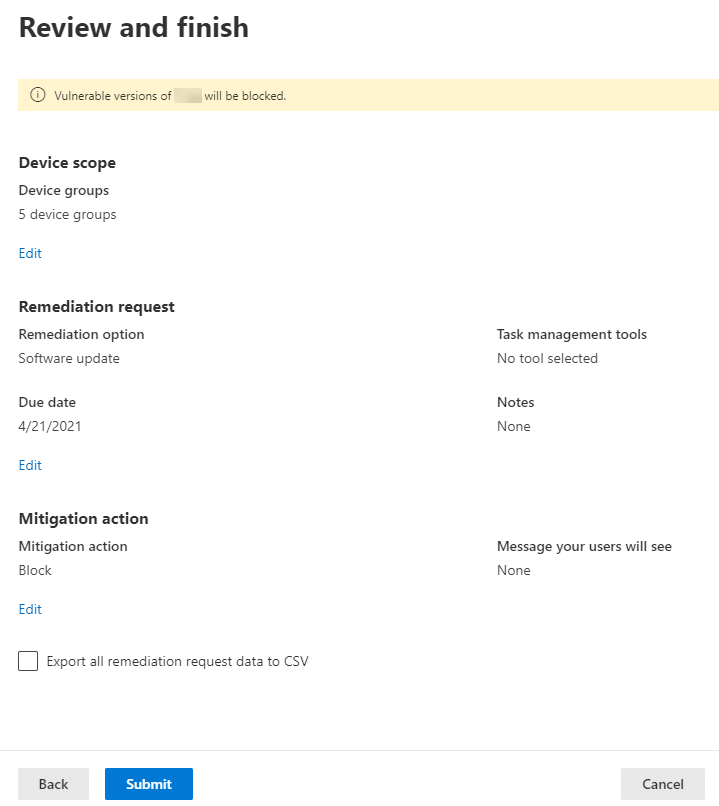 Review and finish
Vulnerable versions of will be blocked.
Device scope
Device groups
5 device groups
Edit
Remediation request
Remediation option
Task management tools
Software update
No tool selected
Due date
Notes
4/21/2021
None
Edit
Mitigation action
Mitigation action
Message your users will see
Block
None
Edit
Export all remediation request data to CSV
Back
Submit
Cancel